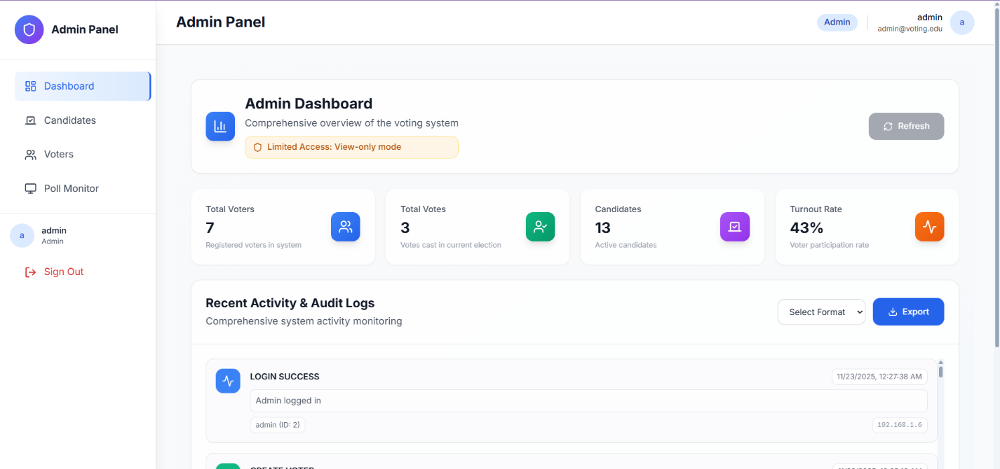 Admin Panel
Dashboard
Candidates
Voters
Poll Monitor
a
admin
Admin
Sign Out
Admin Panel
Admin
admin
admin@voting.edu
a
Admin Dashboard
Comprehensive overview of the voting system
Limited Access: View-only mode
Refresh
Total Voters
7
Registered voters in system
Total Votes
3
Votes cast in current election
Candidates
13
Active candidates
Turnout Rate
43%
Voter participation rate
Recent Activity & Audit Logs
Comprehensive system activity monitoring
Select Format
Export
LOGIN SUCCESS
11/23/2025, 12:27:38 AM
Admin logged in
admin (ID: 2)
192.168.1.6
CREATE VOTER